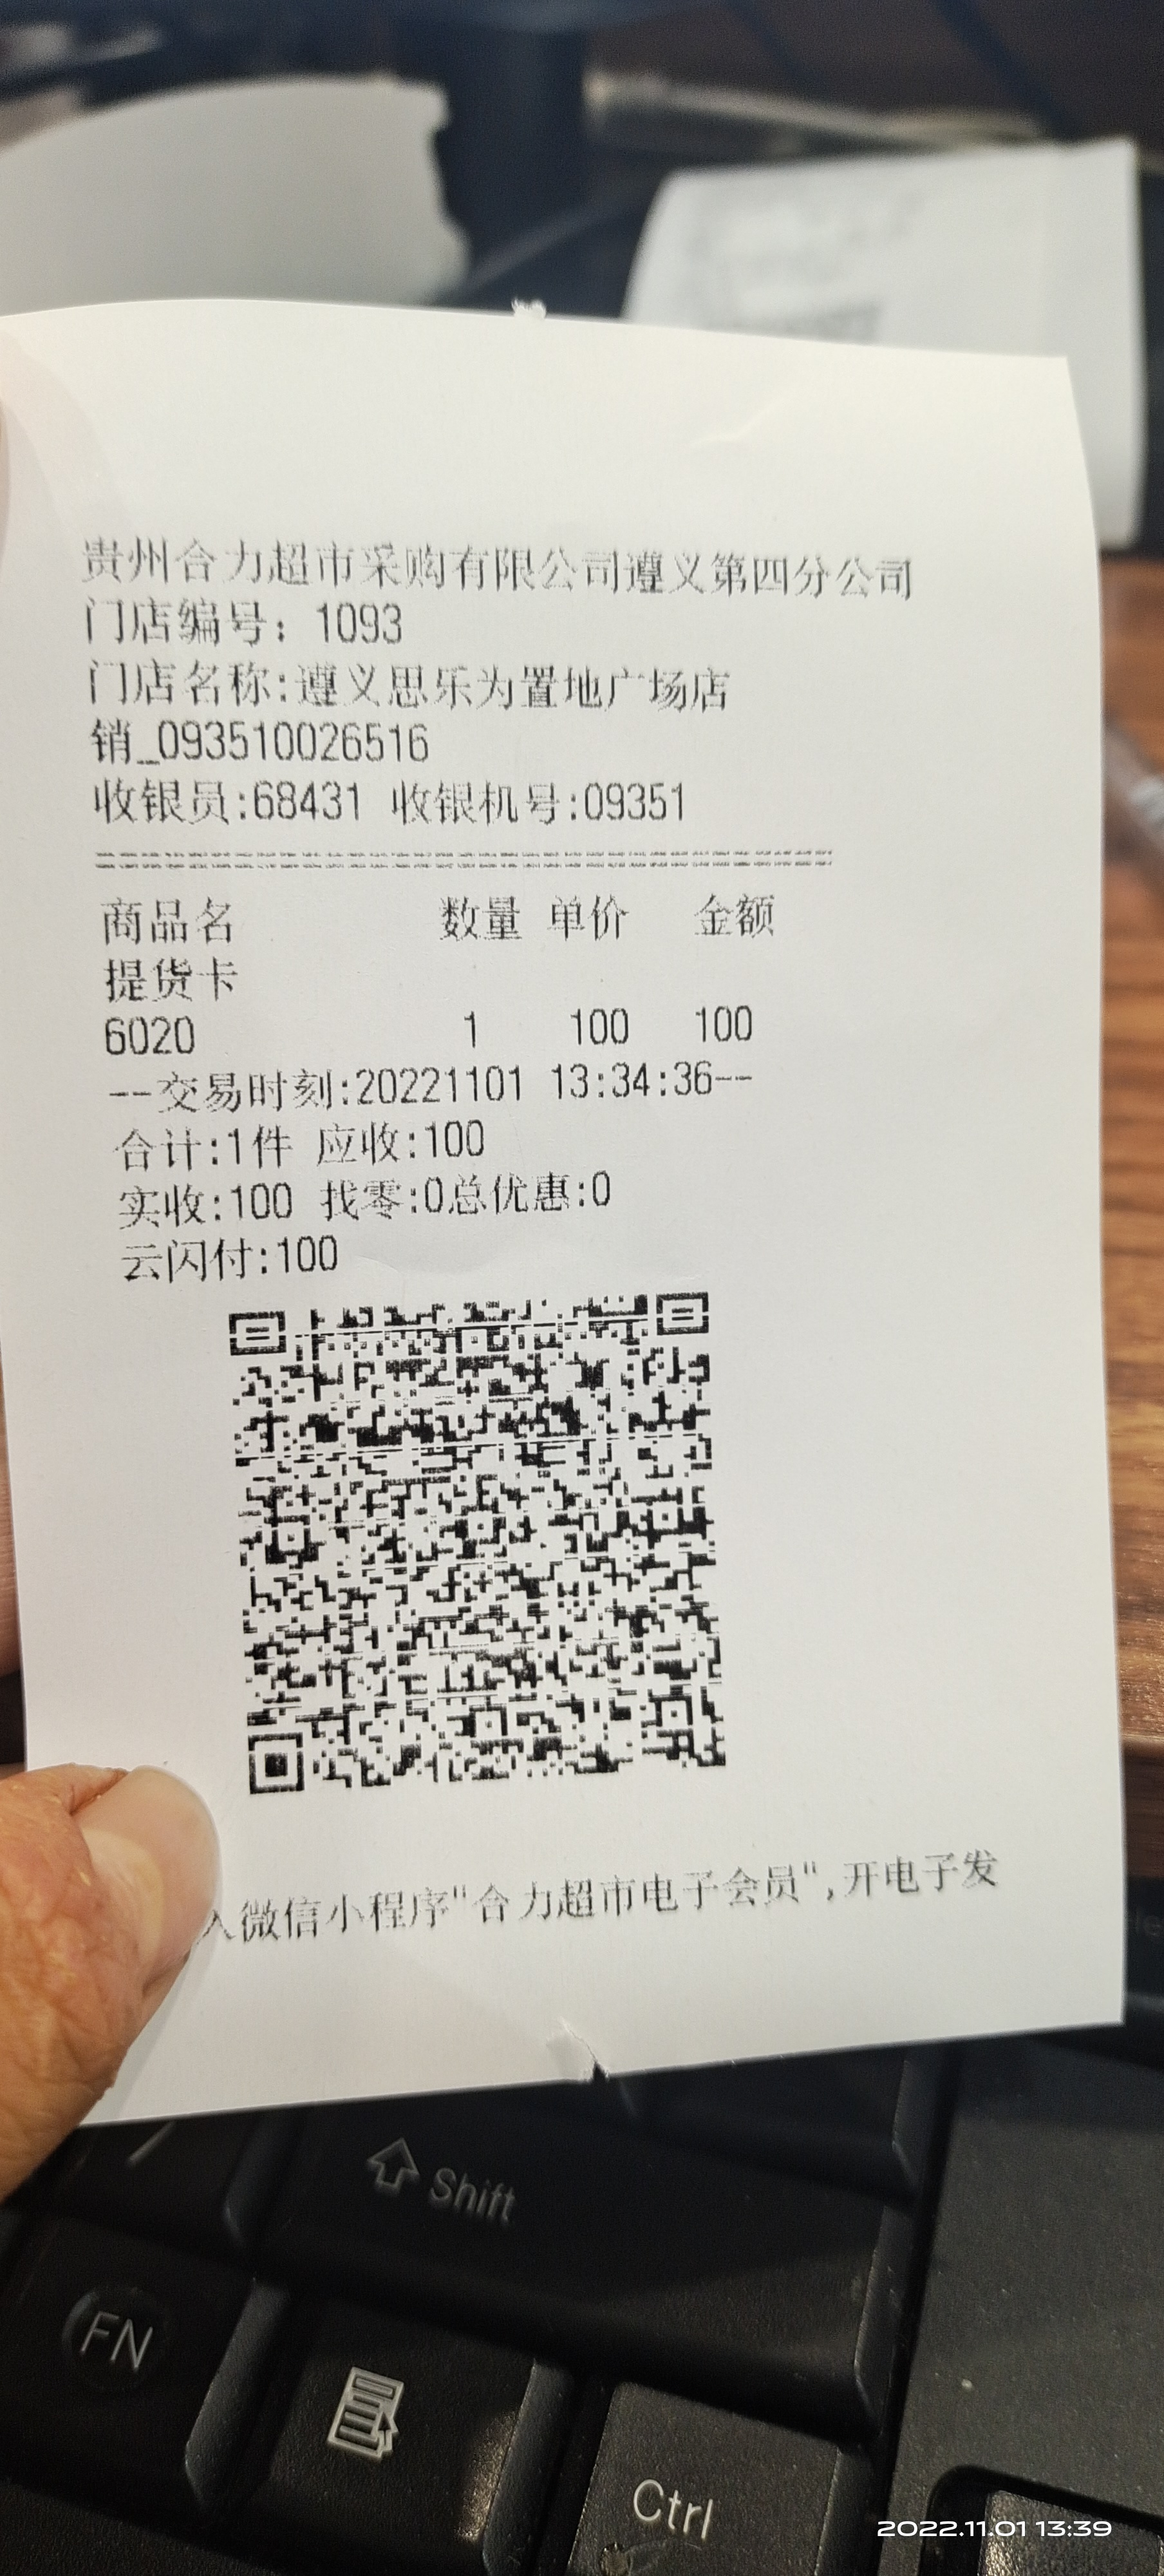 贵州合力超市采购有限公司遵义第四分公司
门店编号：1093
门店名称:遵义思乐为置地广场店
销_093510026516
收银员:68431 收银机号:09351
商品名 数量 单价 金额
提货卡
6020 1 100 100
--交易时刻:20221101 13:34:36--
合计:1件 应收:100
实收:100 找零:0总优惠:0
云闪付:100
入微信小程序"合力超市电子会员",开电子发
Shift
FN
Ctrl
2022.11.01 13:39